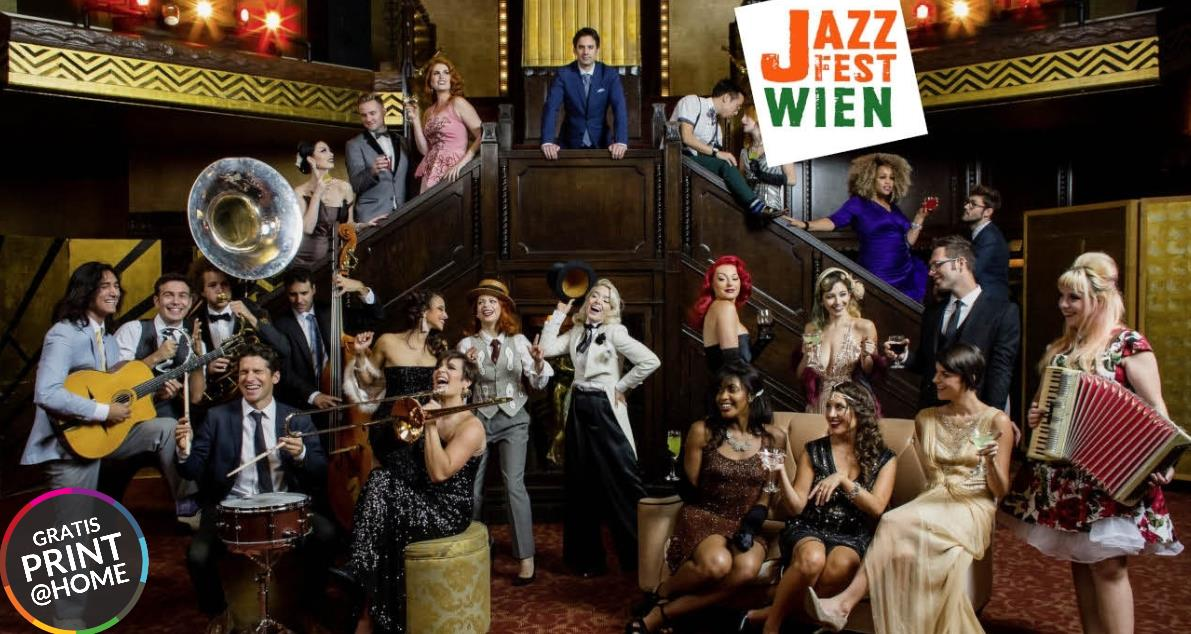 JAZZ
FEST
WIEN
GRATIS
PRINT
@HOME